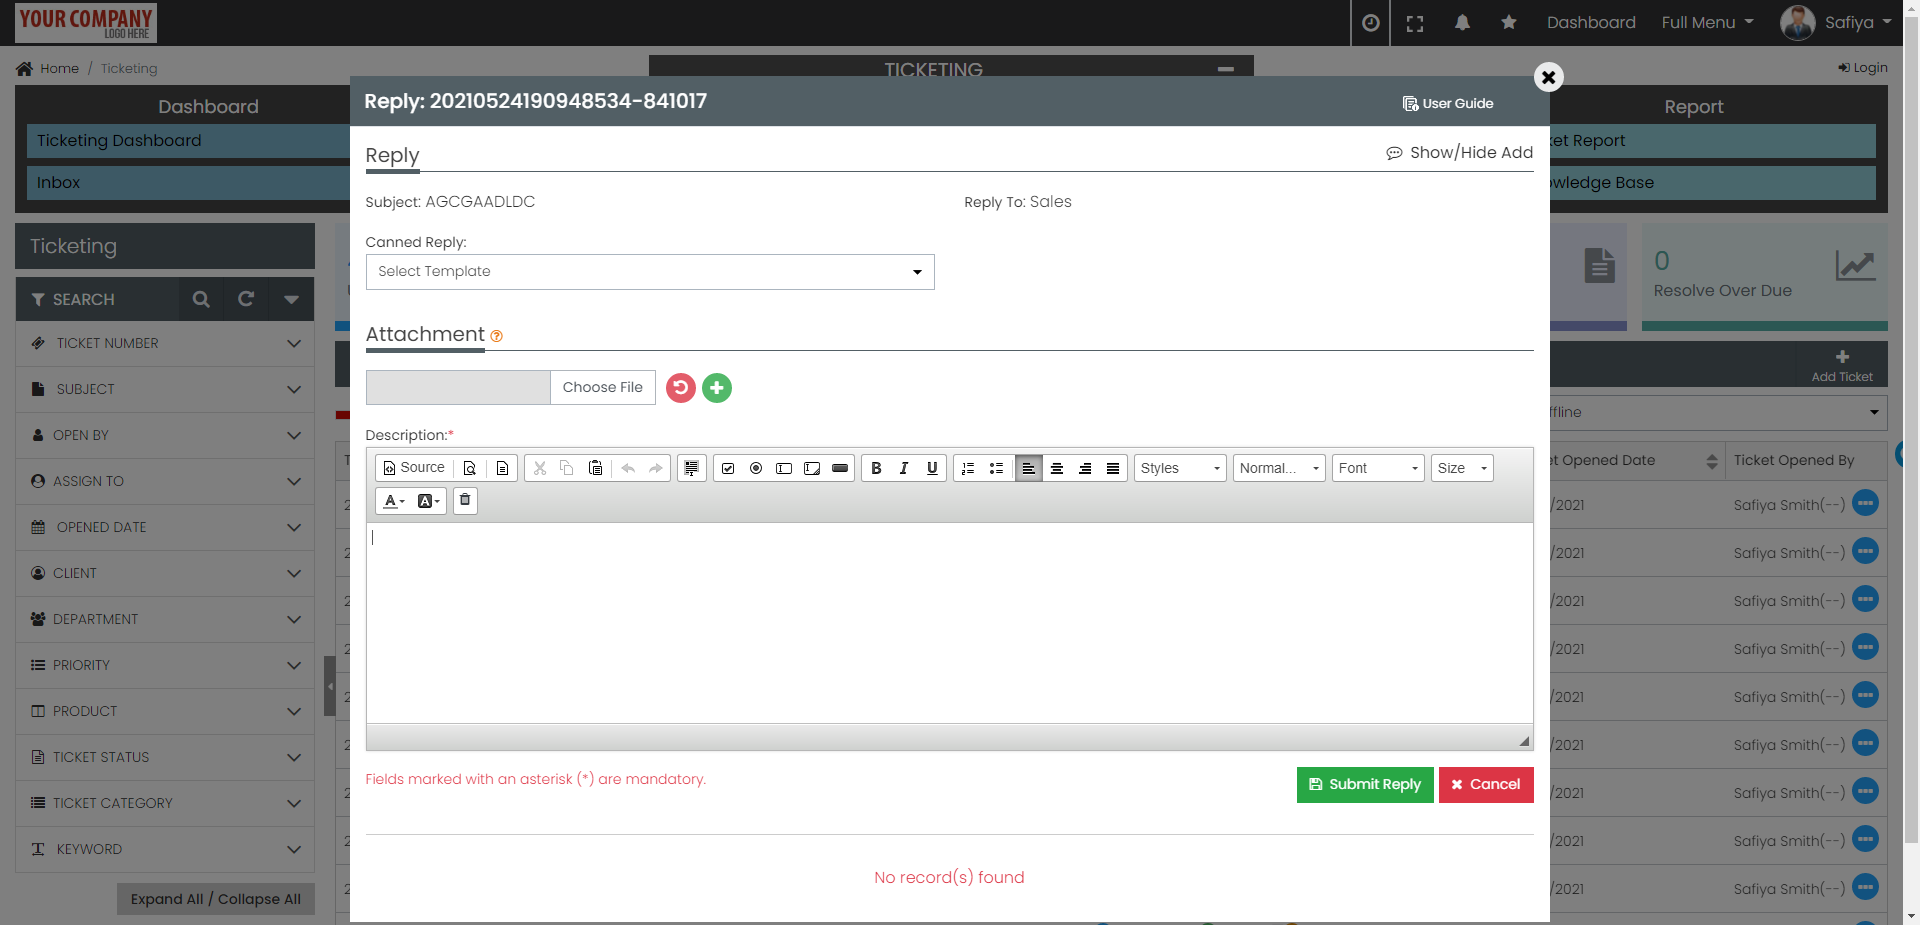 YOUR COMPANY
LOGO HERE
Dashboard
Full Menu
Safiya
Home / Ticketing
TICKETING
Login
Dashboard
Ticketing Dashboard
Inbox
Report
ket Report
owledge Base
Reply: 20210524190948534-841017
User Guide
Reply
Show/Hide Add
Subject: AGCGAADLDC
Reply To: Sales
Canned Reply:
Select Template
Attachment
Choose File
Description:*
Source
Styles
Normal...
Font
Size
Fields marked with an asterisk (*) are mandatory.
Submit Reply
Cancel
No record(s) found
Ticketing
SEARCH
TICKET NUMBER
SUBJECT
OPEN BY
ASSIGN TO
OPENED DATE
CLIENT
DEPARTMENT
PRIORITY
PRODUCT
TICKET STATUS
TICKET CATEGORY
KEYWORD
Expand All / Collapse All
0
Resolve Over Due
Add Ticket
ffline
et Opened Date
Ticket Opened By
/2021
Safiya Smith(--)
/2021
Safiya Smith(--)
/2021
Safiya Smith(--)
/2021
Safiya Smith(--)
/2021
Safiya Smith(--)
/2021
Safiya Smith(--)
/2021
Safiya Smith(--)
/2021
Safiya Smith(--)
/2021
Safiya Smith(--)